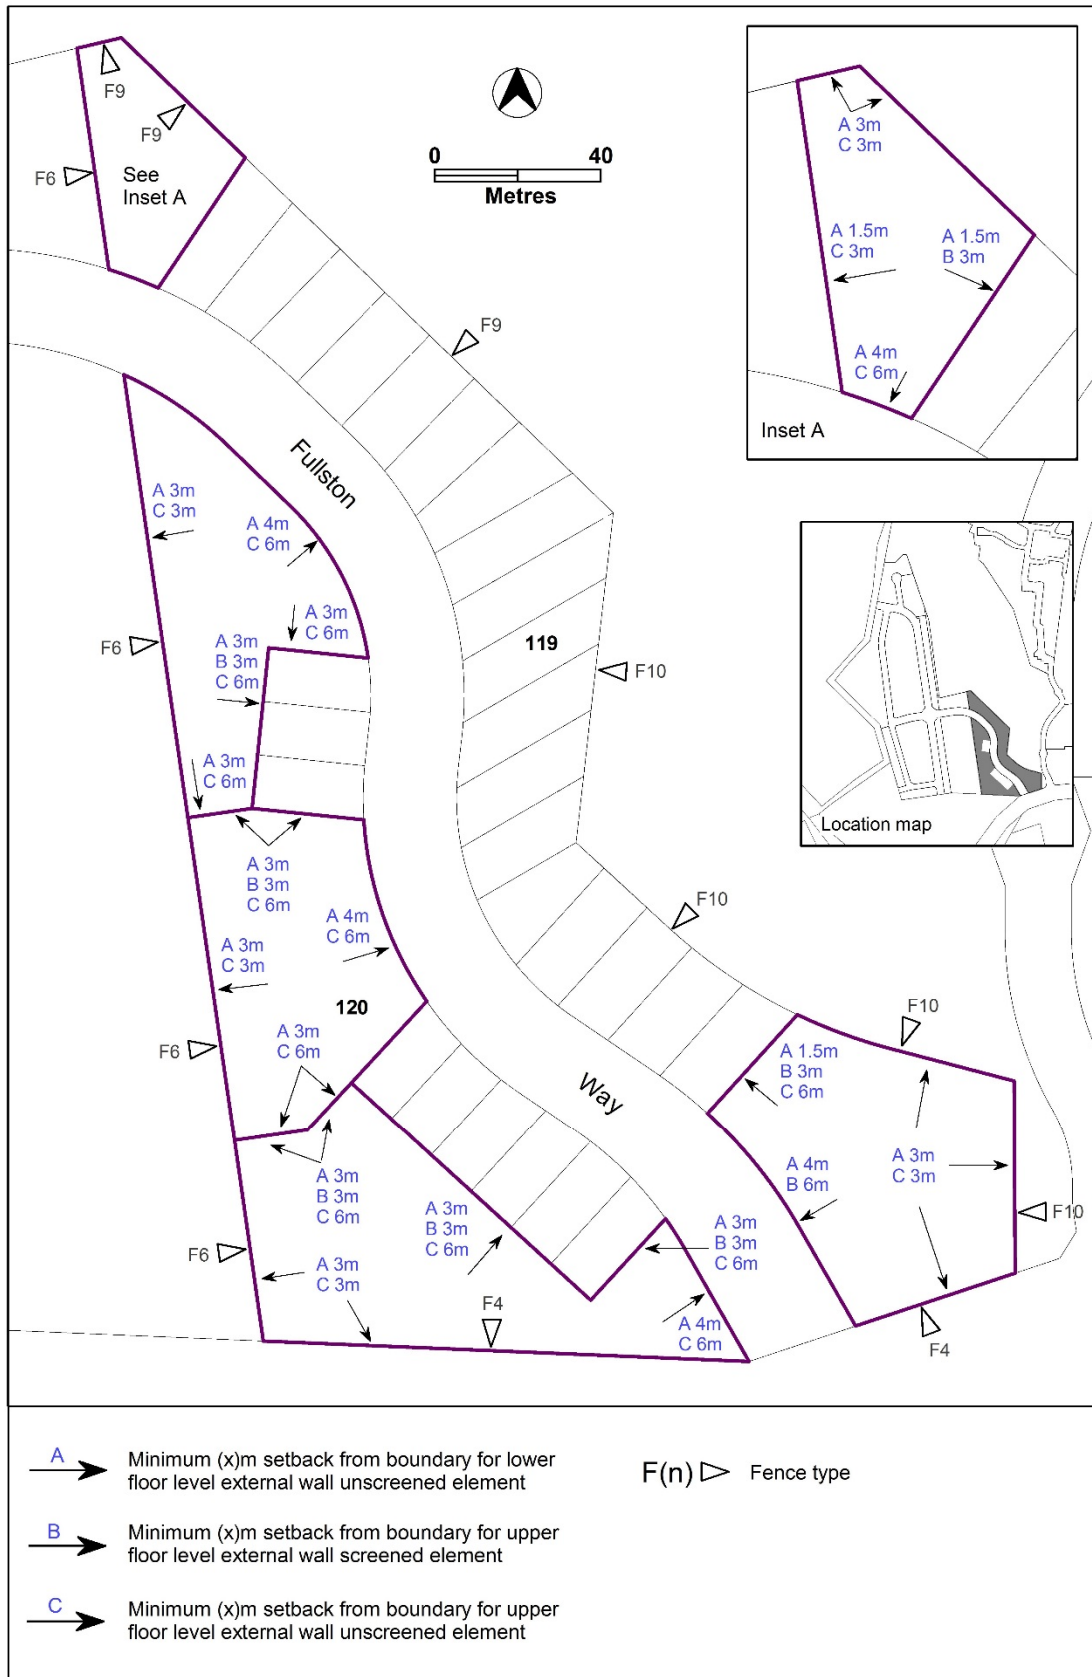 F9
F9
F6
See
Inset A
0 40
Metres
A 3m
C 3m
A 1.5m
C 3m
A 1.5m
B 3m
A 4m
C 6m
Inset A
F9
Fullston
A 3m
C 3m
A 4m
C 6m
A 3m
C 6m
F6
A 3m
B 3m
C 6m
119
F10
A 3m
C 6m
Location map
A 3m
B 3m
C 6m
A 4m
C 6m
F10
A 3m
C 3m
120
F6
A 3m
C 6m
F10
A 1.5m
B 3m
C 6m
Way
A 4m
B 6m
A 3m
C 3m
F10
A 3m
B 3m
C 6m
A 3m
B 3m
C 6m
A 3m
B 3m
C 6m
F6
A 3m
C 3m
F4
A 4m
C 6m
F4
A Minimum (x)m setback from boundary for lower
floor level external wall unscreened element
F(n) Fence type
B Minimum (x)m setback from boundary for upper
floor level external wall screened element
C Minimum (x)m setback from boundary for upper
floor level external wall unscreened element